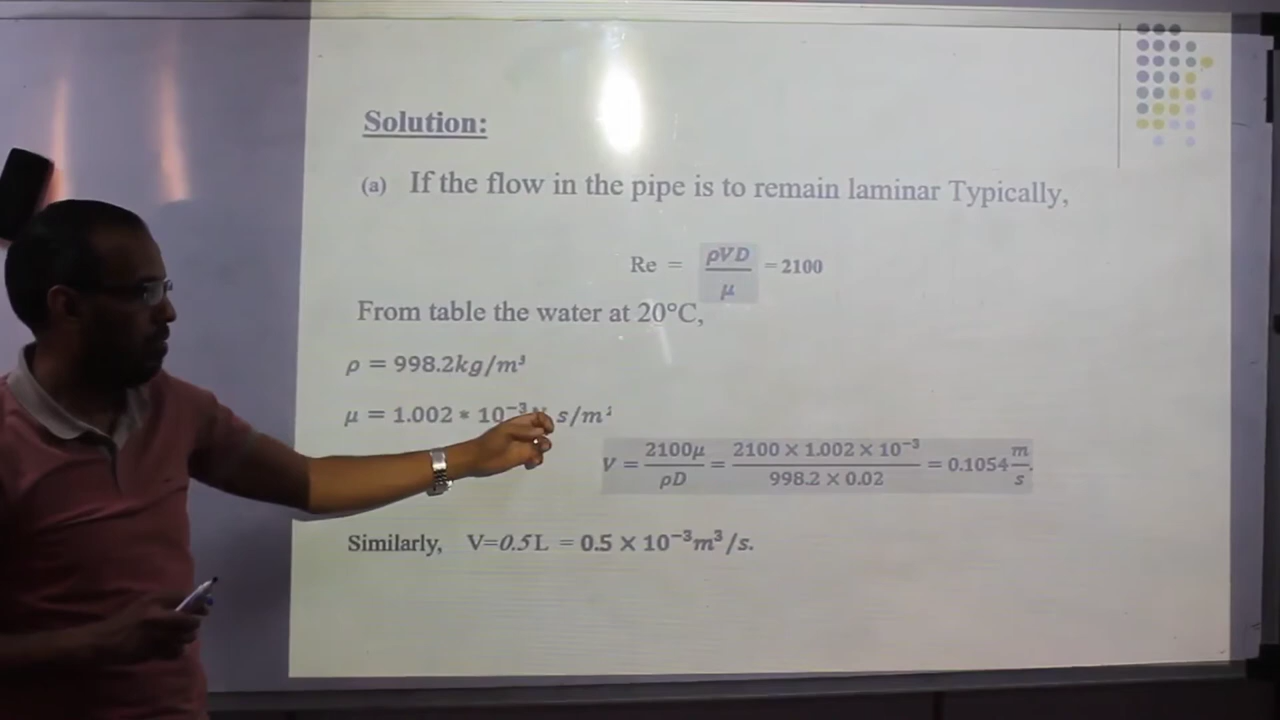 Solution:
(a) If the flow in the pipe is to remain laminar Typically,
Re = ρVD/μ = 2100
From table the water at 20°C,
ρ = 998.2kg/m³
μ = 1.002 * 10⁻³ s/m²
V = 2100μ/ρD = 2100 × 1.002 × 10⁻³/998.2 × 0.02 = 0.1054 m/s.
Similarly, V=0.5L = 0.5 × 10⁻³m³/s.